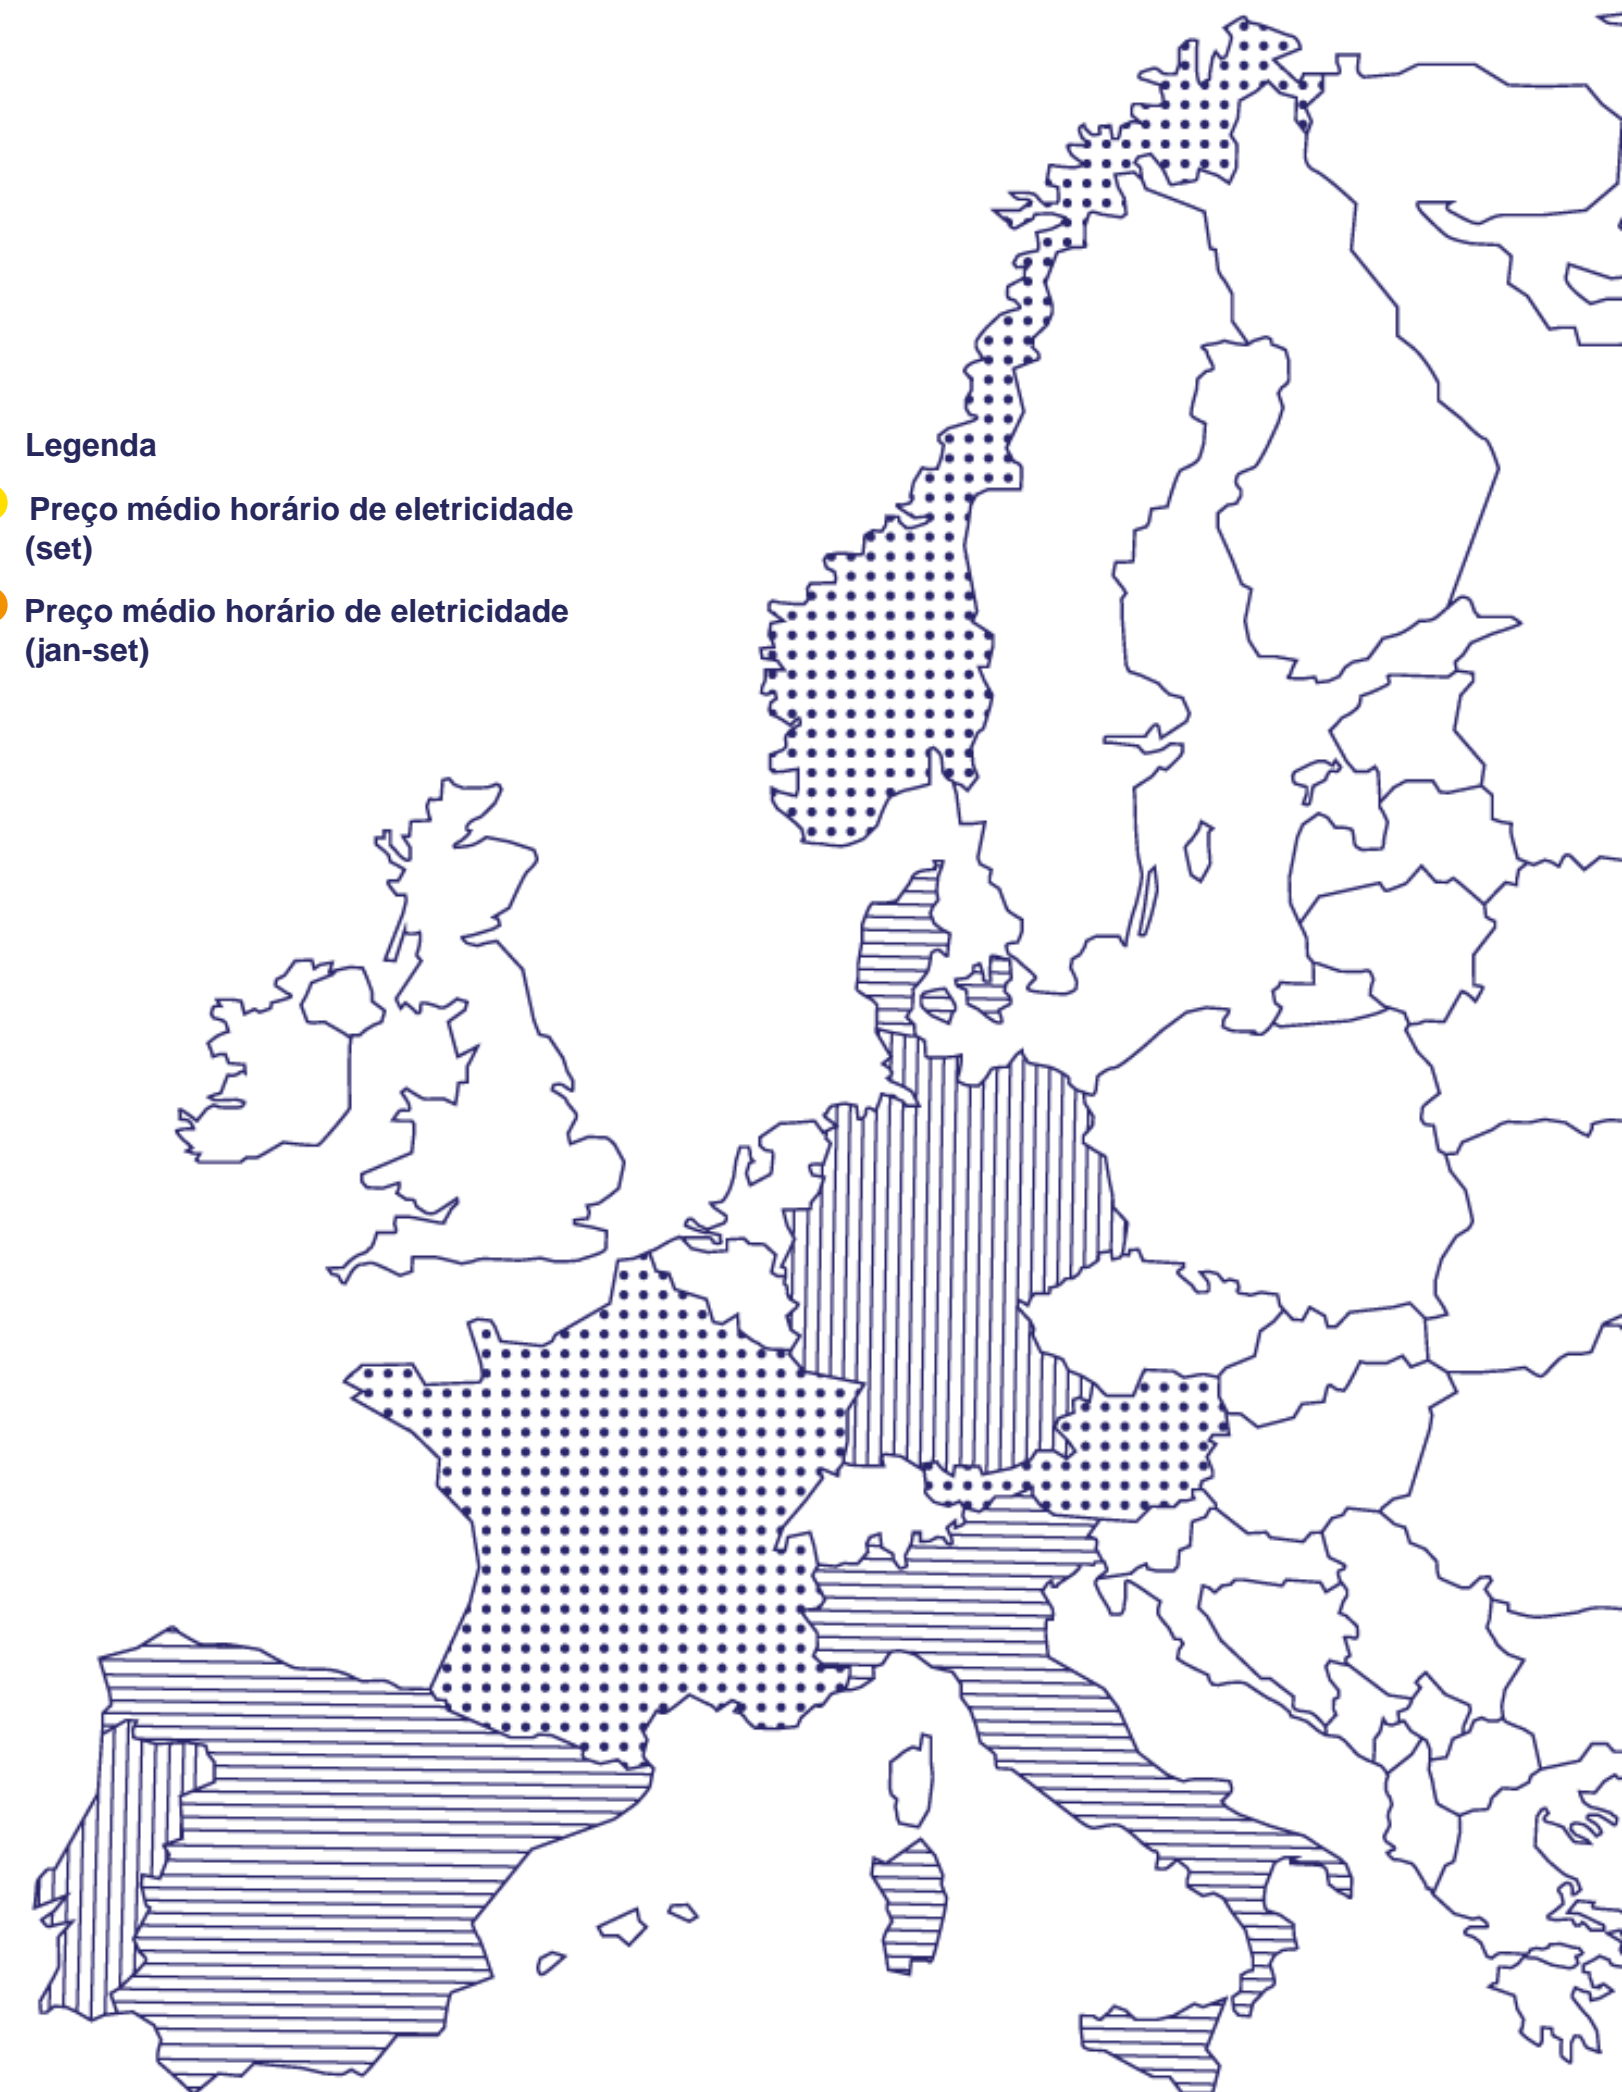 Legenda
Preço médio horário de eletricidade
(set)
Preço médio horário de eletricidade
(jan-set)